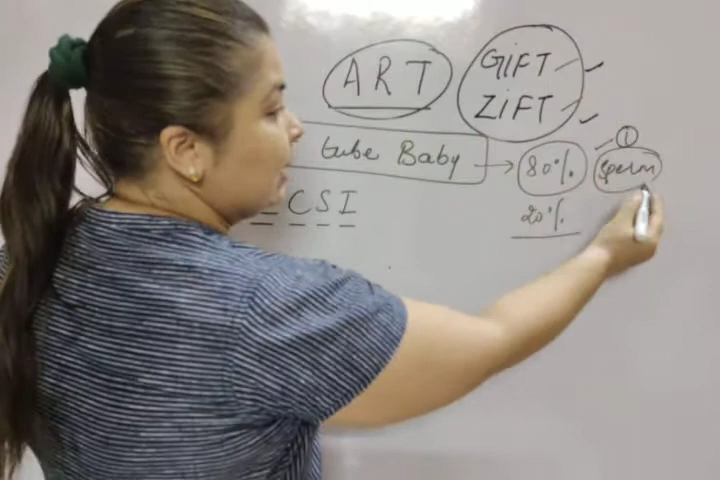 ART
GiFT
ZiFT
tube Baby → 80% ① Sperm
20%
CSI